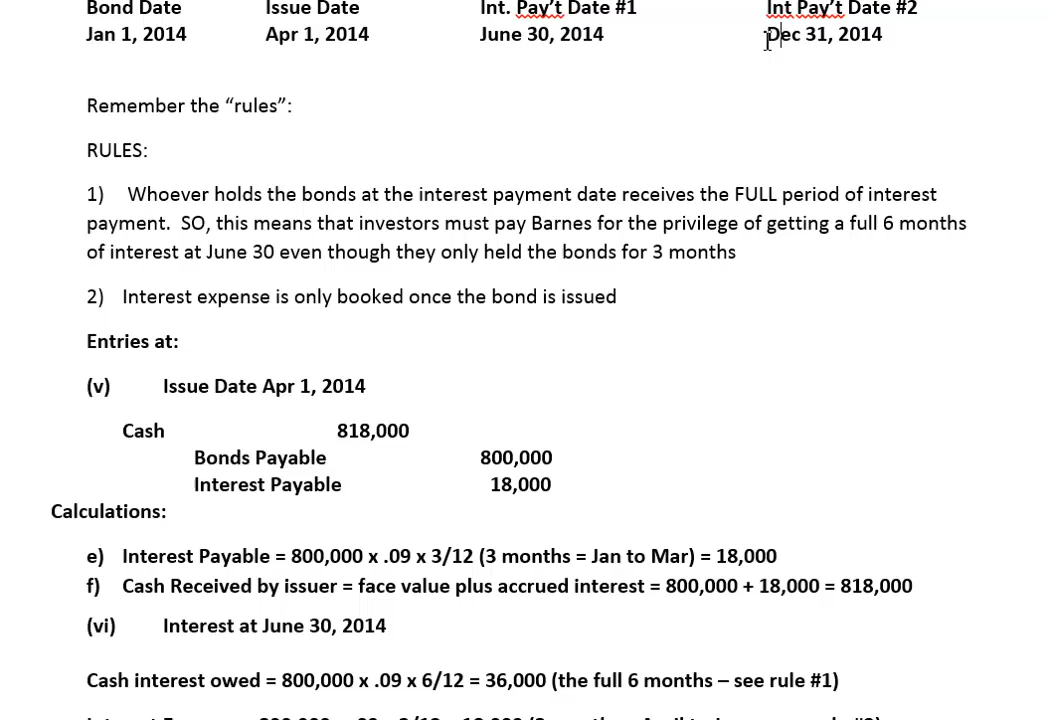 Bond Date Issue Date Int. Pay't Date #1 Int Pay't Date #2
Jan 1, 2014 Apr 1, 2014 June 30, 2014 Dec 31, 2014
Remember the “rules”:
RULES:
1) Whoever holds the bonds at the interest payment date receives the FULL period of interest
payment. SO, this means that investors must pay Barnes for the privilege of getting a full 6 months
of interest at June 30 even though they only held the bonds for 3 months
2) Interest expense is only booked once the bond is issued
Entries at:
(v) Issue Date Apr 1, 2014
Cash 818,000
Bonds Payable 800,000
Interest Payable 18,000
Calculations:
e) Interest Payable = 800,000 x .09 x 3/12 (3 months = Jan to Mar) = 18,000
f) Cash Received by issuer = face value plus accrued interest = 800,000 + 18,000 = 818,000
(vi) Interest at June 30, 2014
Cash interest owed = 800,000 x .09 x 6/12 = 36,000 (the full 6 months – see rule #1)